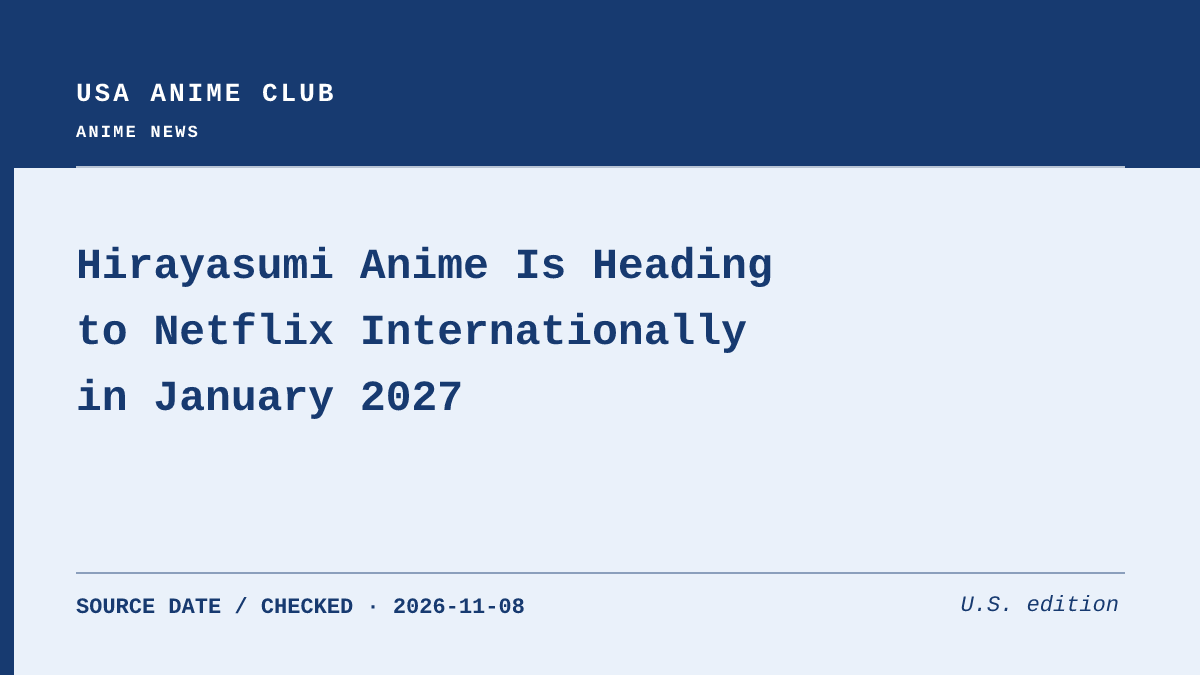 USA ANIME CLUB
ANIME NEWS
Hirayasumi Anime Is Heading
to Netflix Internationally
in January 2027
SOURCE DATE / CHECKED · 2026-11-08
U.S. edition